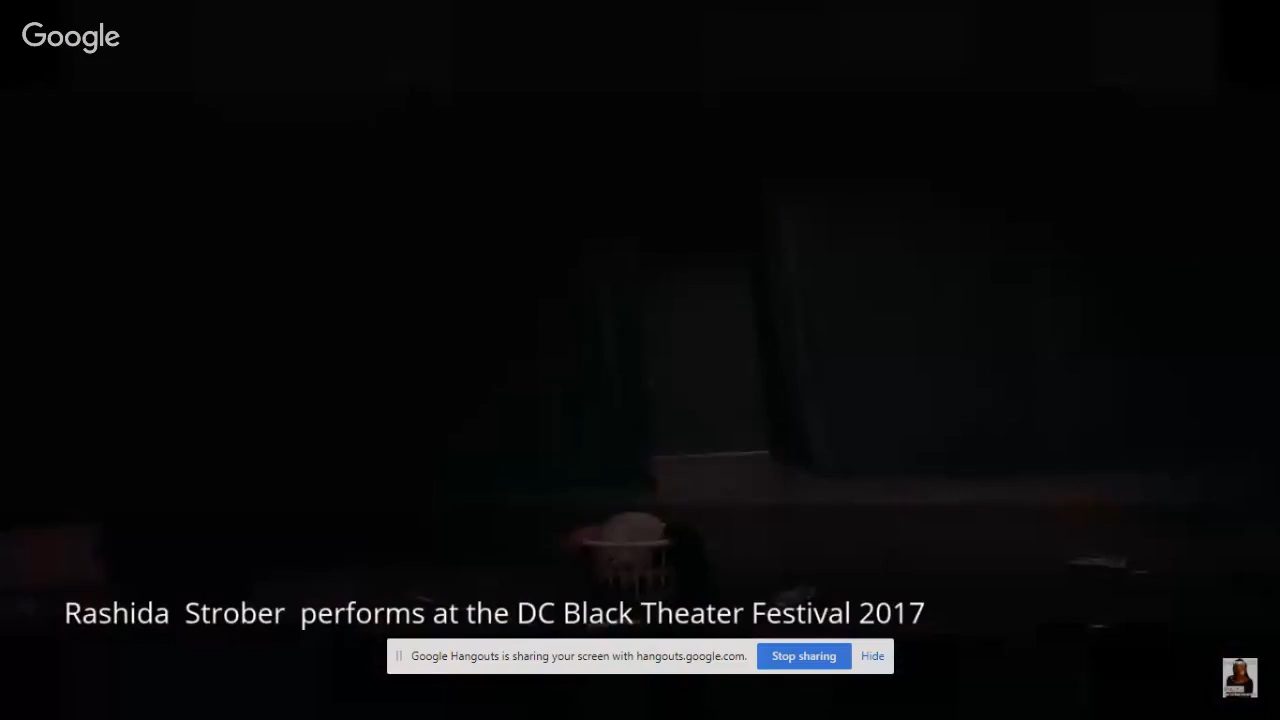 Google
Rashida Strober performs at the DC Black Theater Festival 2017
Google Hangouts is sharing your screen with hangouts.google.com.
Stop sharing
Hide